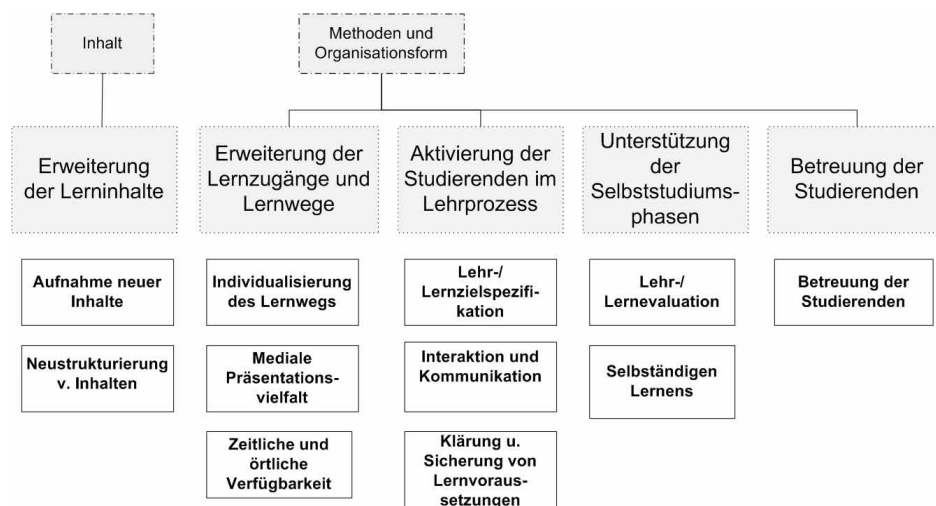 Inhalt
Methoden und
Organisationsform
Erweiterung
der Lerninhalte
Erweiterung der
Lernzugänge und
Lernwege
Aktivierung der
Studierenden im
Lehrprozess
Unterstützung
der
Selbststudiums-
phasen
Betreuung der
Studierenden
Aufnahme neuer
Inhalte
Individualisierung
des Lernwegs
Lehr-/
Lernzielspezifi-
kation
Lehr-/
Lernevaluation
Betreuung der
Studierenden
Neustrukturierung
v. Inhalten
Mediale
Präsentations-
vielfalt
Interaktion und
Kommunikation
Selbständigen
Lernens
Zeitliche und
örtliche
Verfügbarkeit
Klärung u.
Sicherung von
Lernvoraus-
setzungen